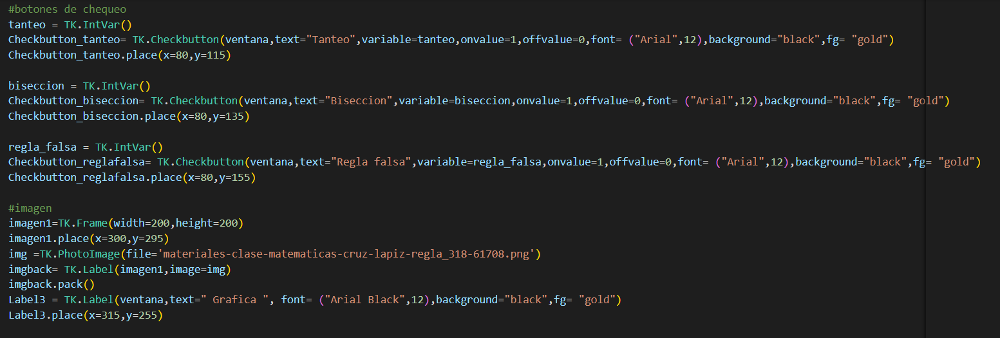 #botones de chequeo
tanteo = TK.IntVar()
Checkbutton_tanteo= TK.Checkbutton(ventana,text="Tanteo",variable=tanteo,onvalue=1,offvalue=0,font= ("Arial",12),background="black",fg= "gold")
Checkbutton_tanteo.place(x=80,y=115)
biseccion = TK.IntVar()
Checkbutton_biseccion= TK.Checkbutton(ventana,text="Biseccion",variable=biseccion,onvalue=1,offvalue=0,font= ("Arial",12),background="black",fg= "gold")
Checkbutton_biseccion.place(x=80,y=135)
regla_falsa = TK.IntVar()
Checkbutton_reglafalsa= TK.Checkbutton(ventana,text="Regla falsa",variable=regla_falsa,onvalue=1,offvalue=0,font= ("Arial",12),background="black",fg= "gold")
Checkbutton_reglafalsa.place(x=80,y=155)
#imagen
imagen1=TK.Frame(width=200,height=200)
imagen1.place(x=300,y=295)
img =TK.PhotoImage(file='materiales-clase-matematicas-cruz-lapiz-regla_318-61708.png')
imgback= TK.Label(imagen1,image=img)
imgback.pack()
Label3 = TK.Label(ventana,text=" Grafica ", font= ("Arial Black",12),background="black",fg= "gold")
Label3.place(x=315,y=255)